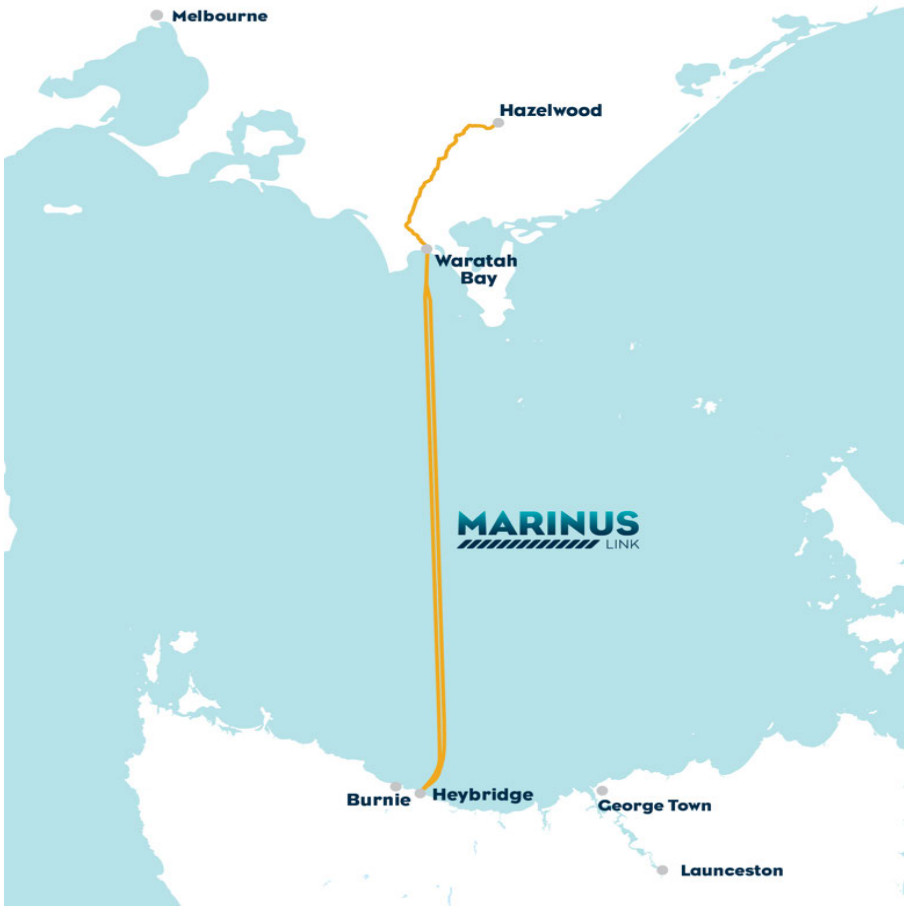 Melbourne
Hazelwood
Waratah
Bay
MARINUS
LINK
Burnie
Heybridge
George Town
Launceston